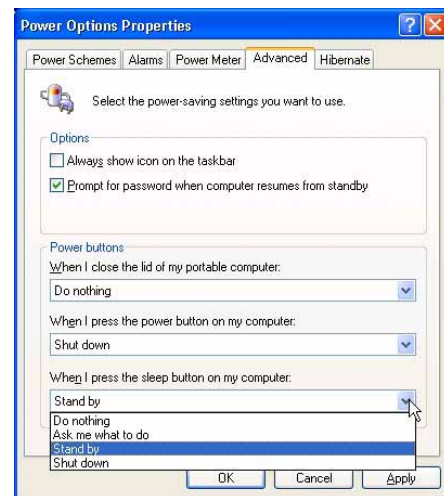 Power Options Properties
Power Schemes Alarms Power Meter Advanced Hibernate
Select the power-saving settings you want to use.
Options
Always show icon on the taskbar
Prompt for password when computer resumes from standby
Power buttons
When I close the lid of my portable computer:
Do nothing
When I press the power button on my computer:
Shut down
When I press the sleep button on my computer:
Stand by
Do nothing
Ask me what to do
Stand by
Shut down
OK Cancel Apply